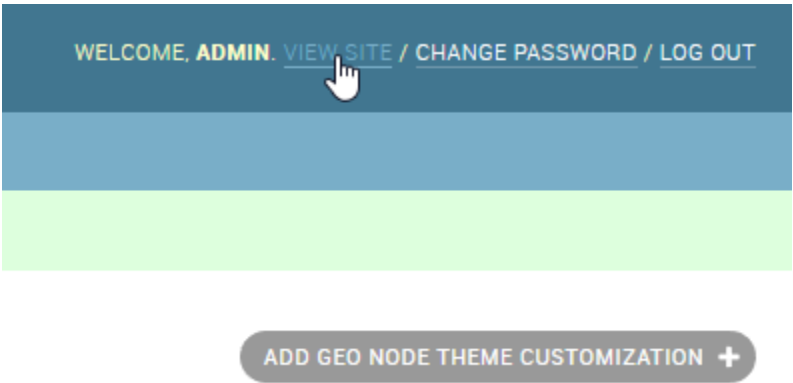 WELCOME, ADMIN. VIEW SITE / CHANGE PASSWORD / LOG OUT
ADD GEO NODE THEME CUSTOMIZATION +